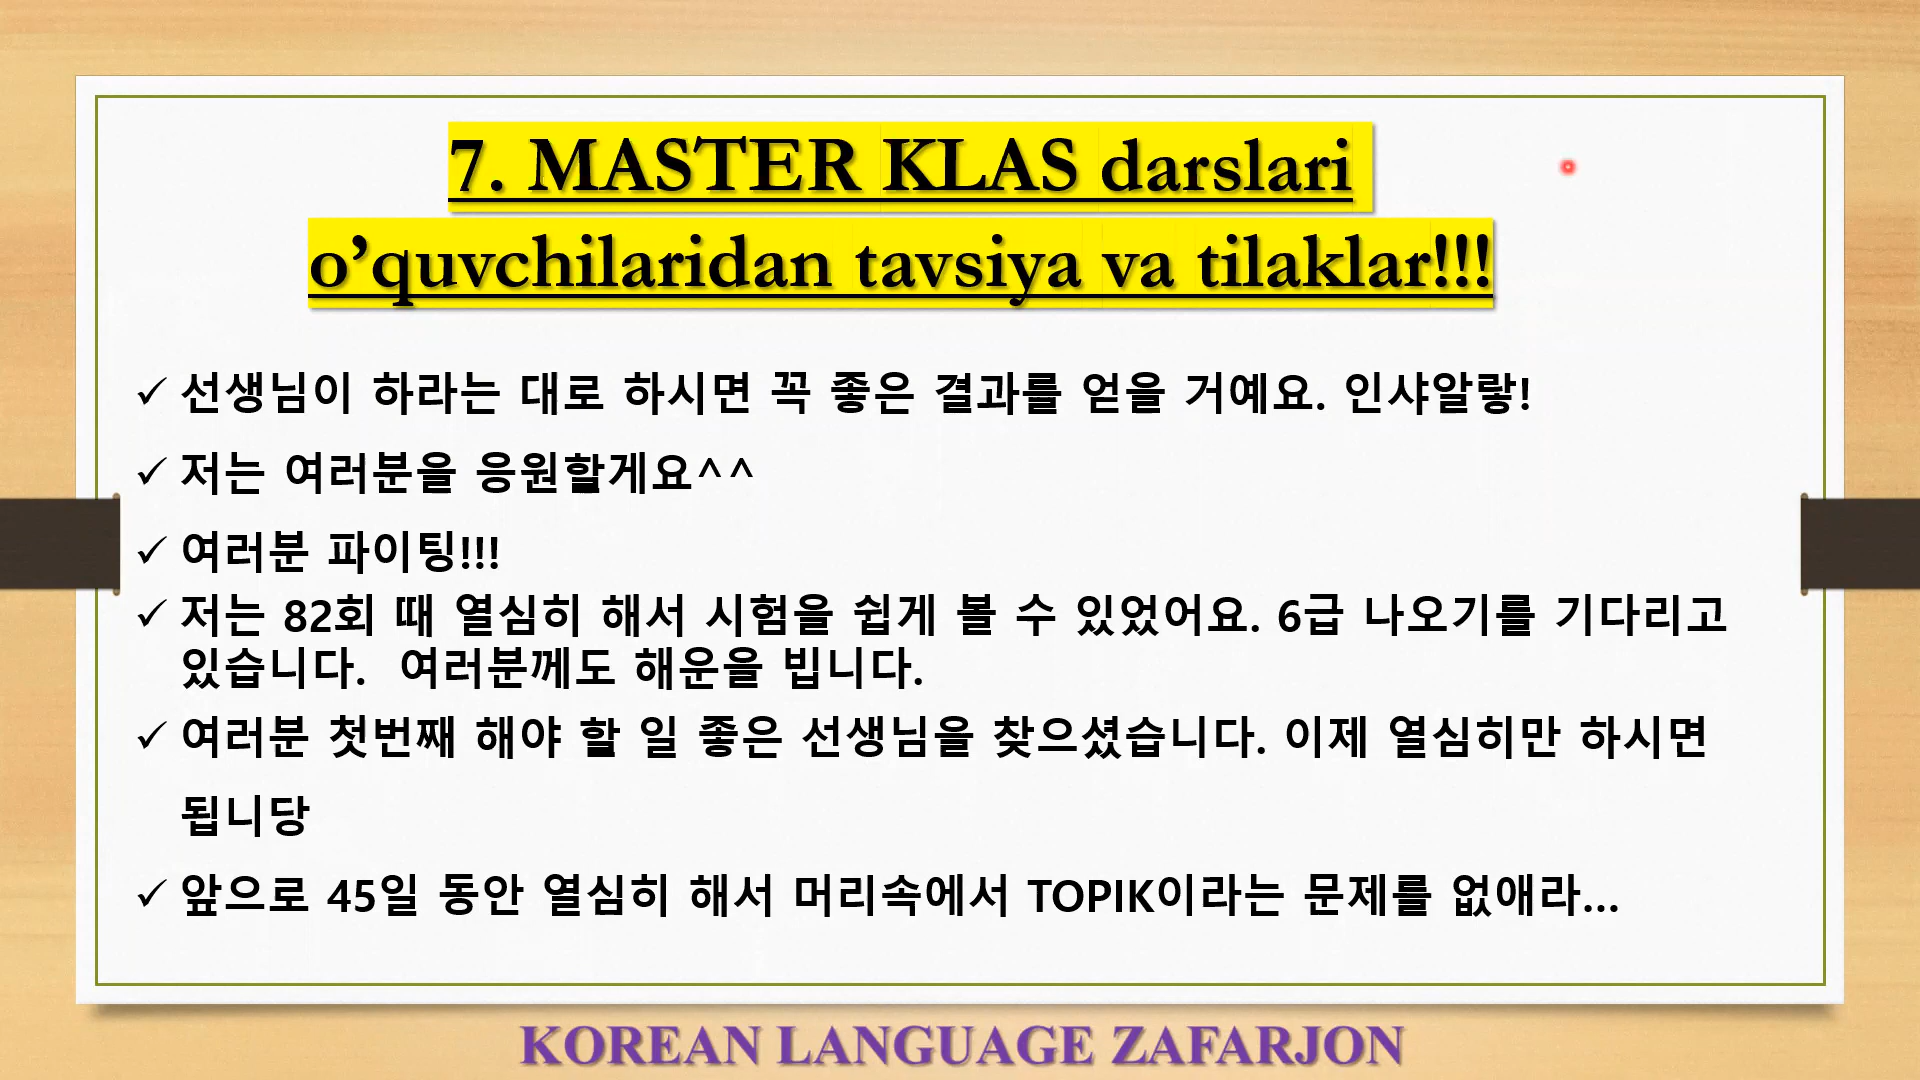 7. MASTER KLAS darslari
o’quvchilaridan tavsiya va tilaklar!!!
✓ 선생님이 하라는 대로 하시면 꼭 좋은 결과를 얻을 거예요. 인샤알랗!
✓ 저는 여러분을 응원할게요^^
✓ 여러분 파이팅!!!
✓ 저는 82회 때 열심히 해서 시험을 쉽게 볼 수 있었어요. 6급 나오기를 기다리고
있습니다. 여러분께도 해운을 빕니다.
✓ 여러분 첫번째 해야 할 일 좋은 선생님을 찾으셨습니다. 이제 열심히만 하시면
됩니당
✓ 앞으로 45일 동안 열심히 해서 머리속에서 TOPIK이라는 문제를 없애라...
KOREAN LANGUAGE ZAFARJON